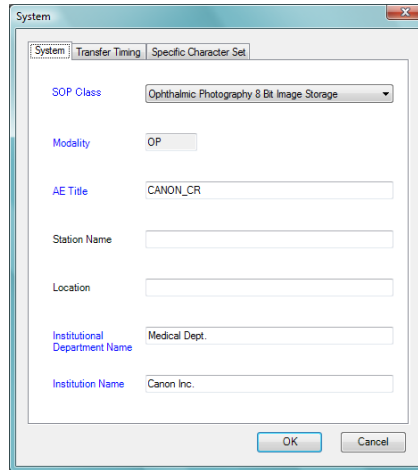 System
System Transfer Timing Specific Character Set
SOP Class Ophthalmic Photography 8 Bit Image Storage
Modality OP
AE Title CANON_CR
Station Name
Location
Institutional Medical Dept.
Department Name
Institution Name Canon Inc.
OK Cancel